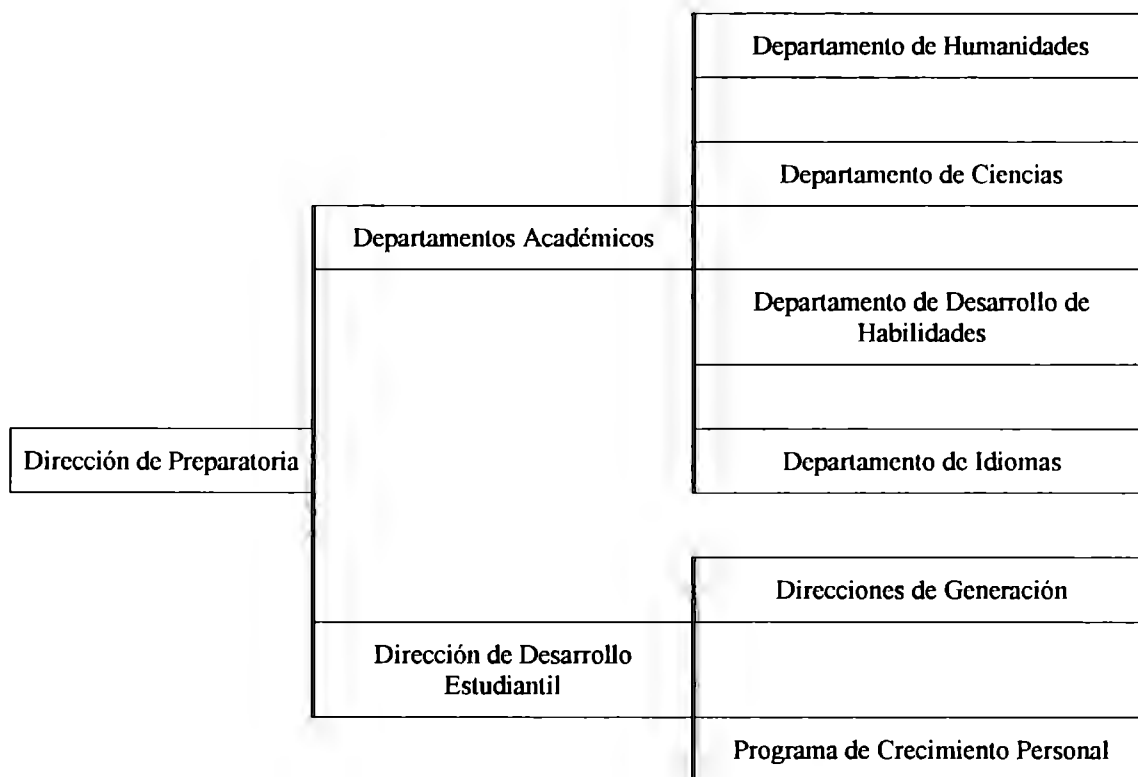 Departamento de Humanidades
Departamento de Ciencias
Departamentos Académicos
Departamento de Desarrollo de
Habilidades
Dirección de Preparatoria
Departamento de Idiomas
Direcciones de Generación
Dirección de Desarrollo
Estudiantil
Programa de Crecimiento Personal